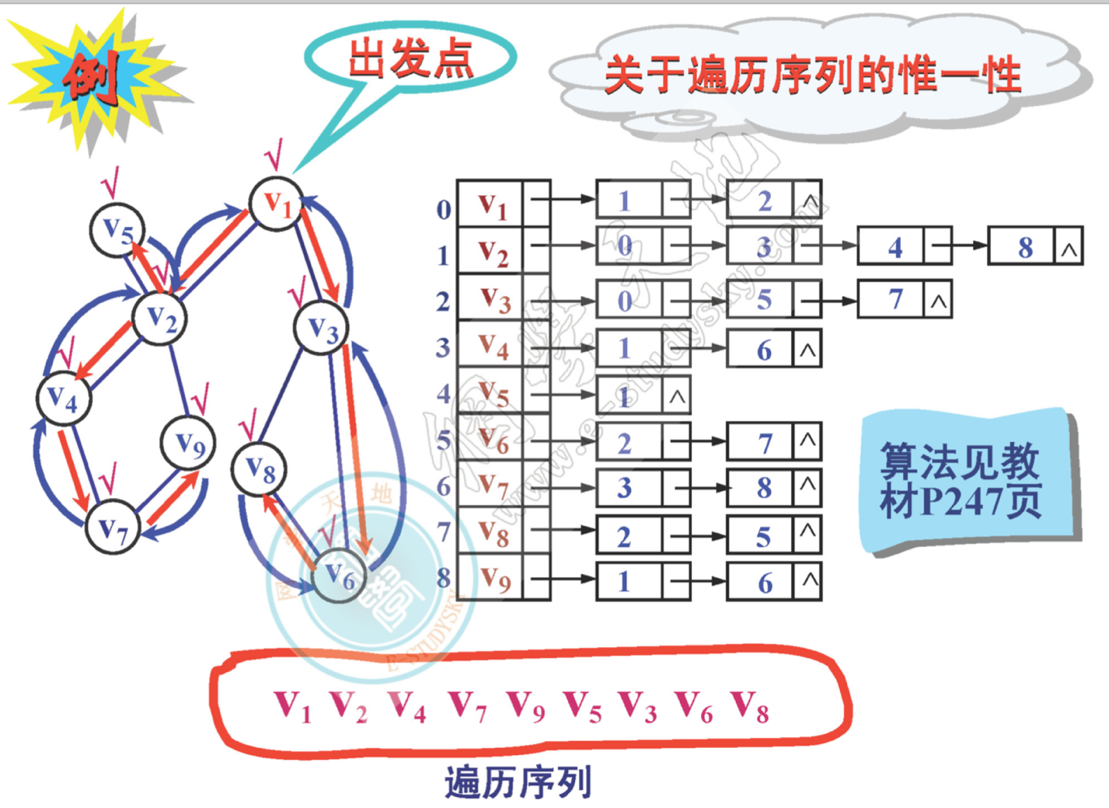 例
出发点
关于遍历序列的惟一性
√ √ √ √ √ √ √ √ √
v1
v5
v2
v3
v4
v9
v8
v7
v6
0 v1 1 2 ^
1 v2 0 3 4 8 ^
2 v3 0 5 7 ^
3 v4 1 6 ^
4 v5 1 ^
5 v6 2 7 ^
6 v7 3 8 ^
7 v8 2 5 ^
8 v9 1 6 ^
算法见教
材P247页
v1 v2 v4 v7 v9 v5 v3 v6 v8
遍历序列
www.e-studysky.com
E-STUDYSKY